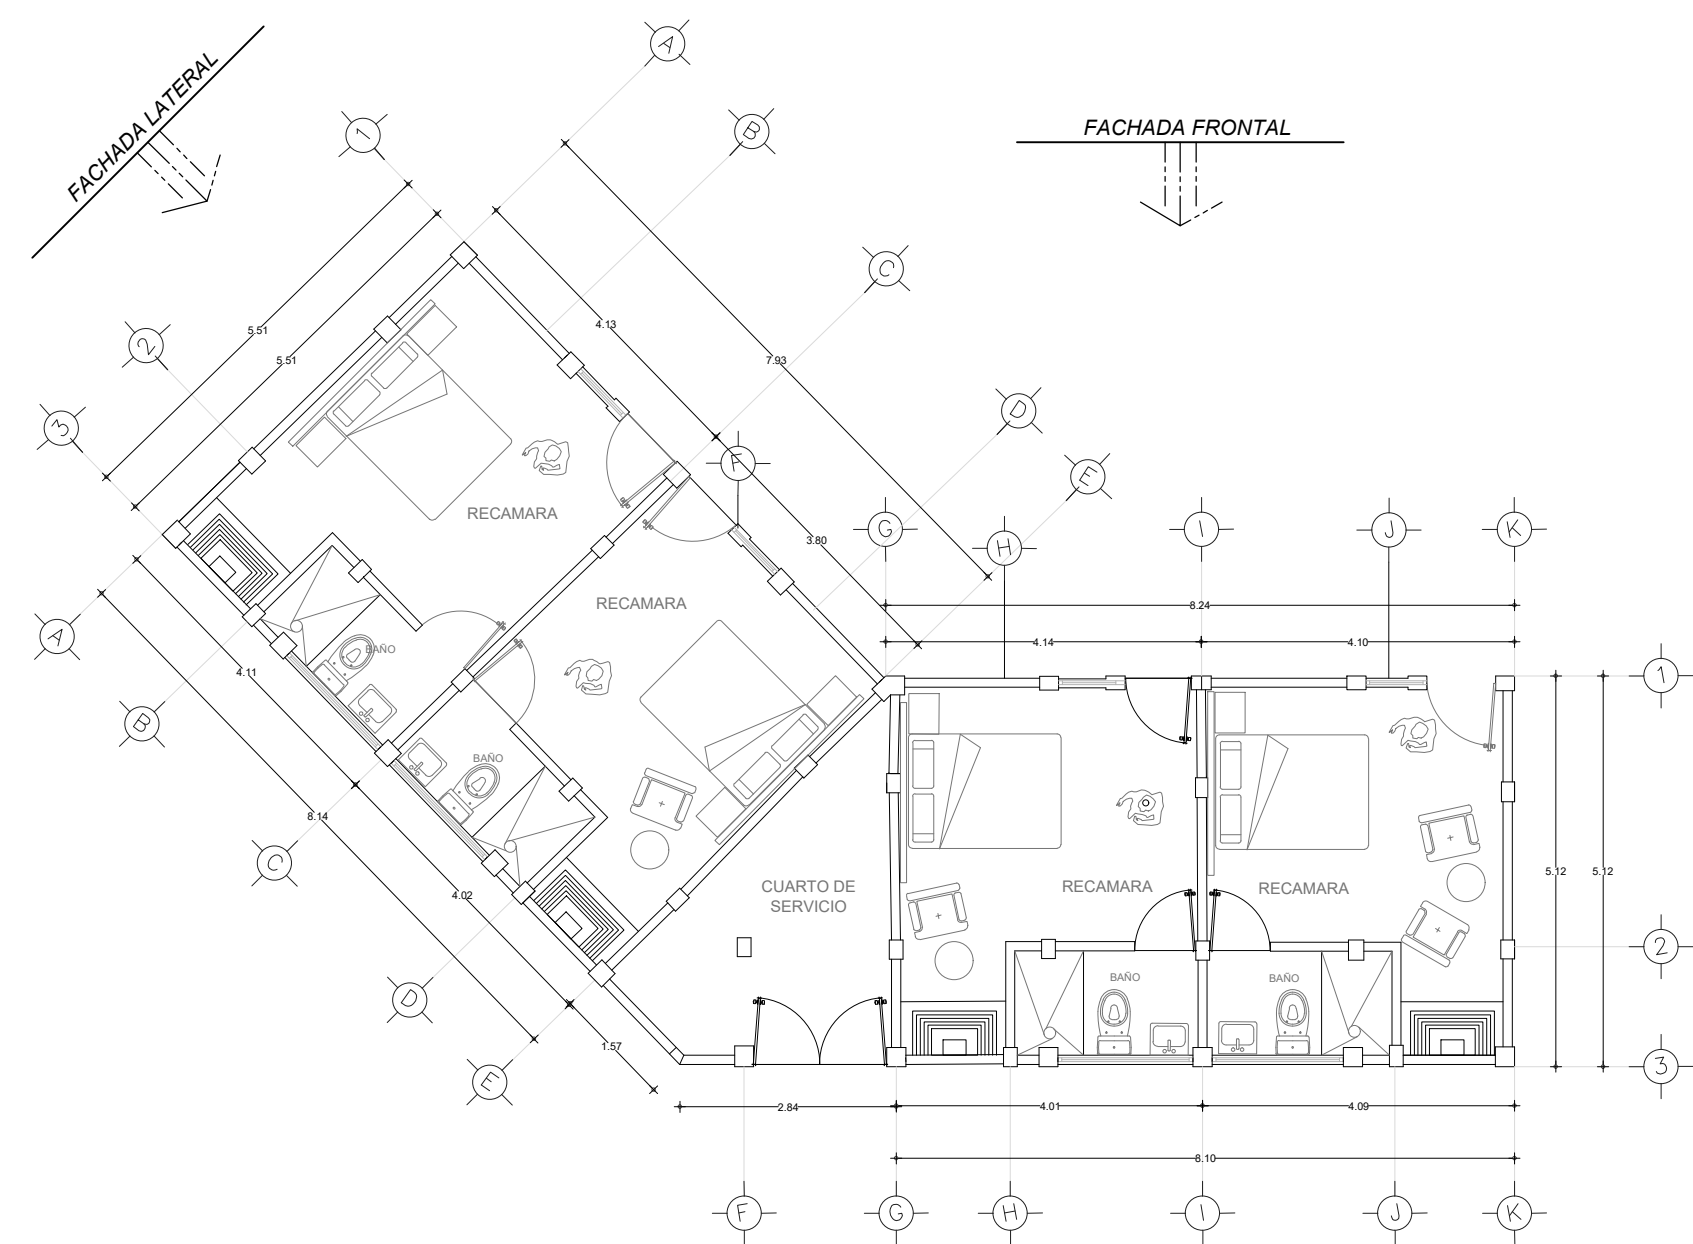 A
FACHADA LATERAL
B
FACHADA FRONTAL
1
C
5.51
4.13
2
5.51
7.93
D
3
F
E
RECAMARA
G
I
J
K
3.80
H
RECAMARA
8.24
A
BAÑO
4.14
4.10
4.11
1
B
BAÑO
8.14
C
5.12
5.12
CUARTO DE
SERVICIO
RECAMARA
RECAMARA
4.02
2
BAÑO
BAÑO
D
1.57
3
E
2.84
4.01
4.09
8.10
F
G
H
I
J
K